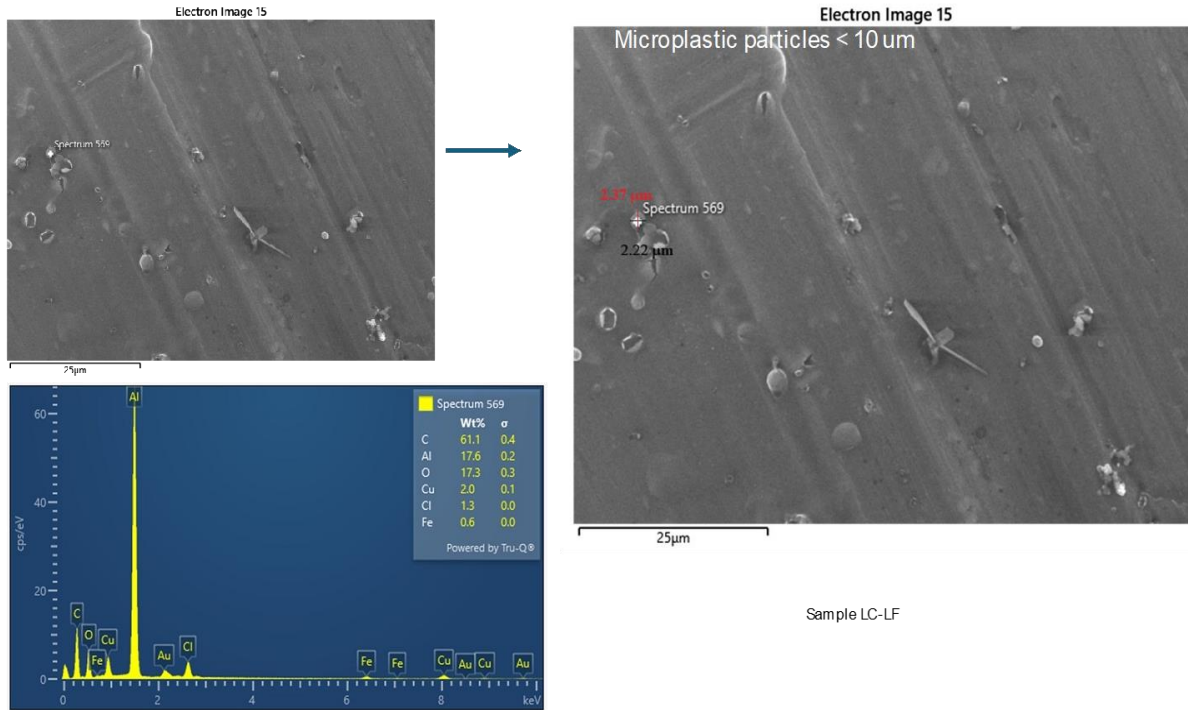 Electron Image 15
Spectrum 569
25μm
Electron Image 15
Microplastic particles < 10 um
2.37 μm
Spectrum 569
2.22 μm
25μm
Al
60
40
20
0
cps/eV
C
O
Fe
Cu
Au
Cl
Fe
Fe
Cu
Au
Cu
Au
0
2
4
6
8
keV
Spectrum 569
Wt% σ
C 61.1 0.4
Al 17.6 0.2
O 17.3 0.3
Cu 2.0 0.1
Cl 1.3 0.0
Fe 0.6 0.0
Powered by Tru-Q®
Sample LC-LF